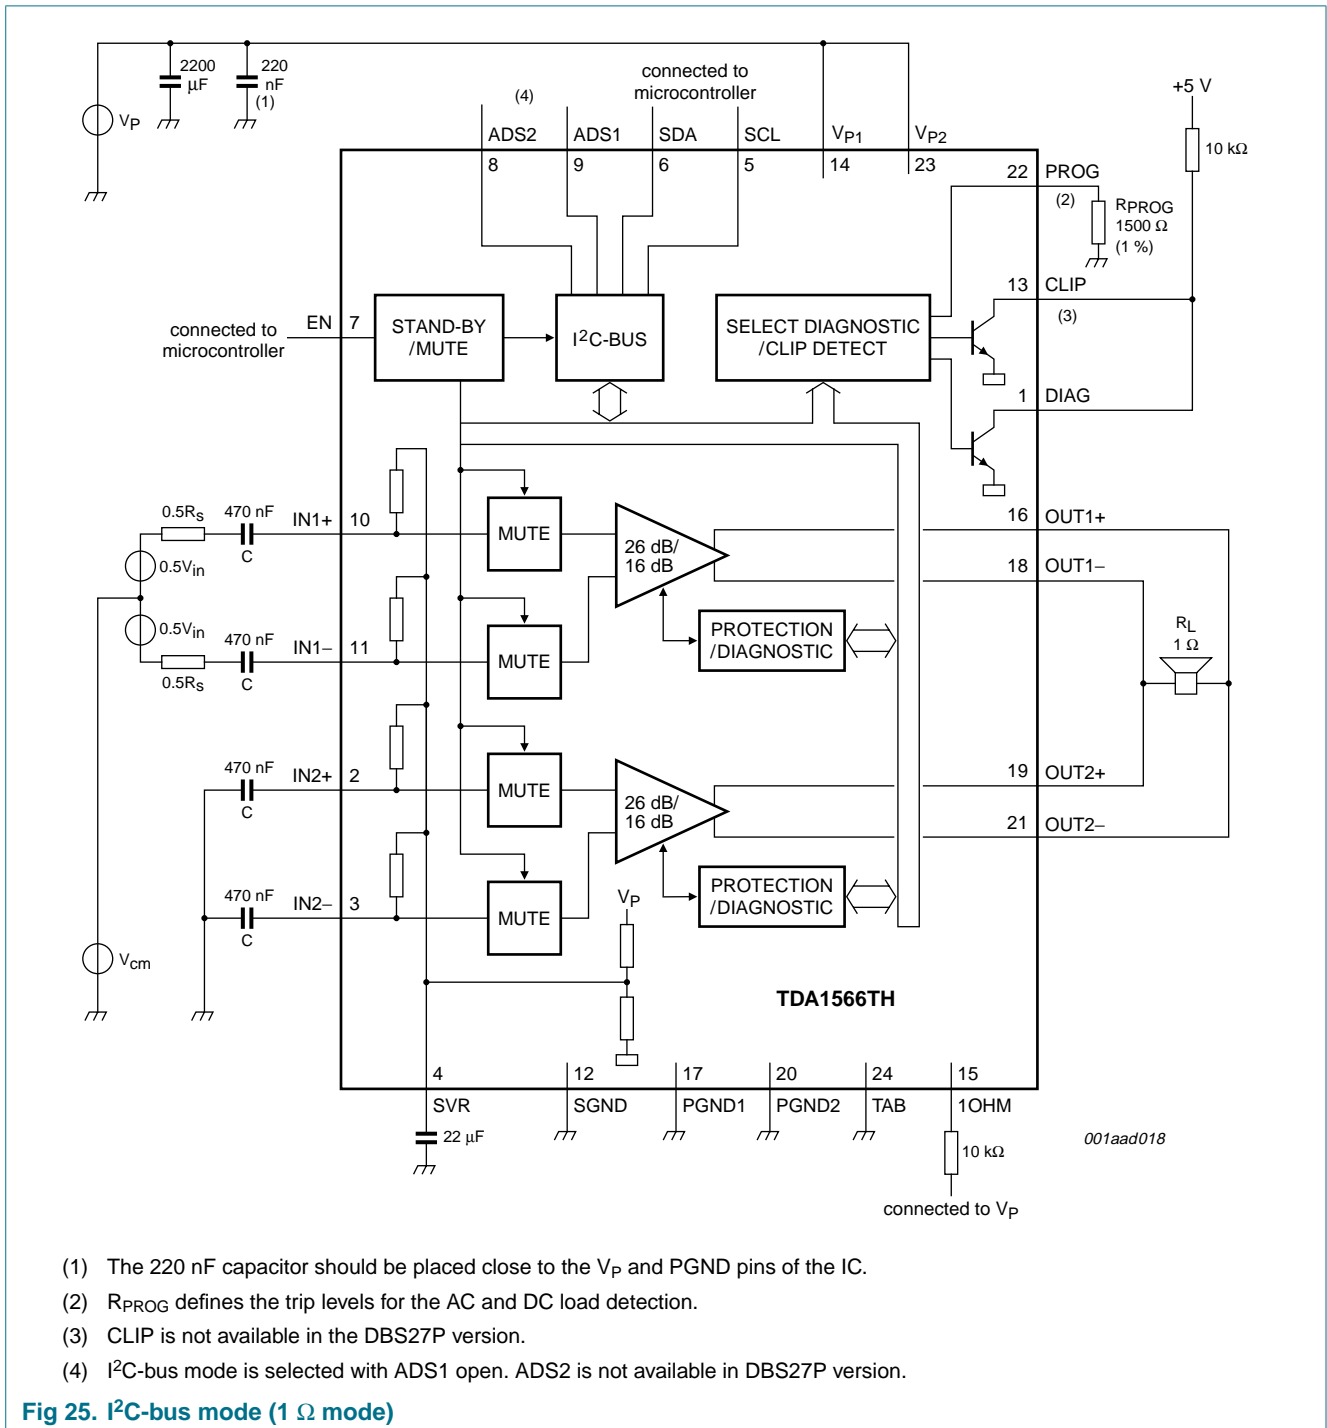 2200
μF
220
nF
(1)
VP
connected to
microcontroller
(4)
ADS2
ADS1
SDA
SCL
VP1
VP2
8
9
6
5
14
23
+5 V
10 kΩ
22
PROG
(2)
RPROG
1500 Ω
(1 %)
13
CLIP
(3)
1
DIAG
connected to
microcontroller
EN
7
STAND-BY
/MUTE
I²C-BUS
SELECT DIAGNOSTIC
/CLIP DETECT
0.5Rs
470 nF
C
IN1+
10
MUTE
26 dB/
16 dB
16
OUT1+
0.5Vin
18
OUT1−
0.5Vin
470 nF
IN1−
11
0.5Rs
C
MUTE
PROTECTION
/DIAGNOSTIC
RL
1 Ω
470 nF
C
IN2+
2
MUTE
26 dB/
16 dB
19
OUT2+
21
OUT2−
470 nF
C
IN2−
3
MUTE
VP
PROTECTION
/DIAGNOSTIC
Vcm
TDA1566TH
4
12
17
20
24
15
SVR
SGND
PGND1
PGND2
TAB
1OHM
22 μF
10 kΩ
001aad018
connected to VP
(1) The 220 nF capacitor should be placed close to the VP and PGND pins of the IC.
(2) RPROG defines the trip levels for the AC and DC load detection.
(3) CLIP is not available in the DBS27P version.
(4) I²C-bus mode is selected with ADS1 open. ADS2 is not available in DBS27P version.
Fig 25. I²C-bus mode (1 Ω mode)